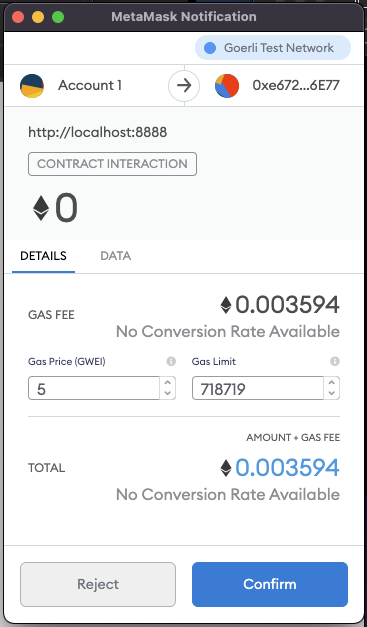 MetaMask Notification
Goerli Test Network
Account 1
0xe672...6E77
http://localhost:8888
CONTRACT INTERACTION
0
DETAILS DATA
GAS FEE
0.003594
No Conversion Rate Available
Gas Price (GWEI) Gas Limit
5 718719
AMOUNT + GAS FEE
TOTAL
0.003594
No Conversion Rate Available
Reject Confirm